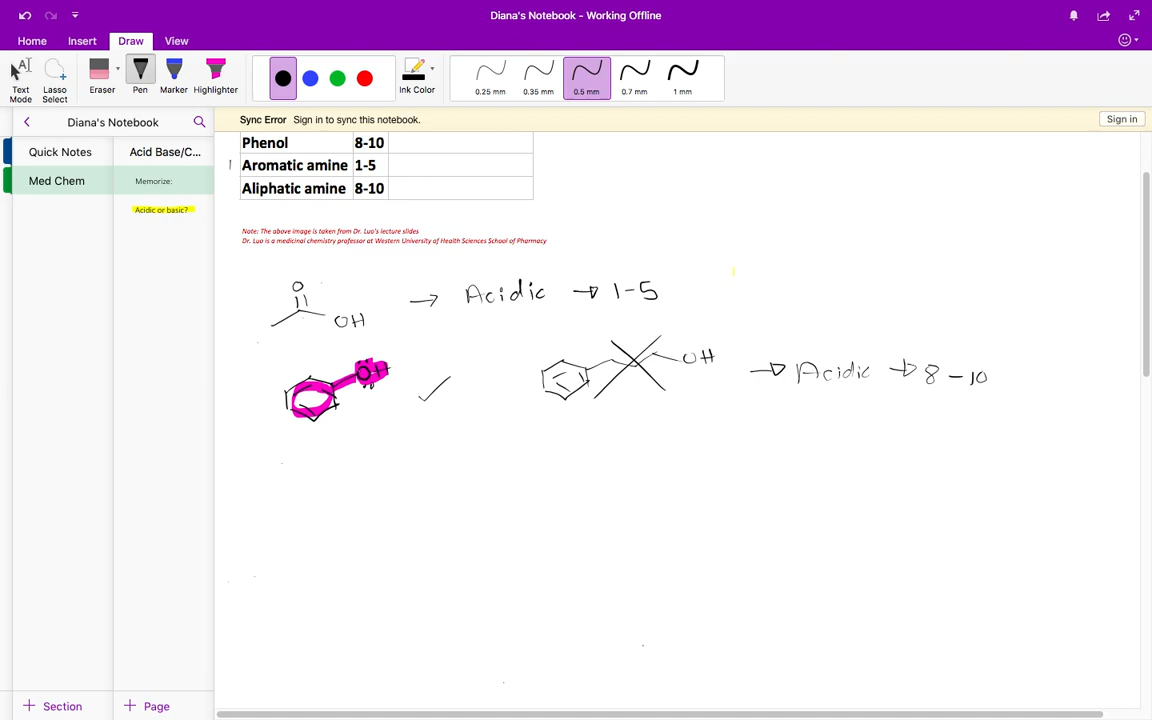 Diana's Notebook - Working Offline
Home Insert Draw View
Text Mode
Lasso Select
Eraser
Pen
Marker
Highlighter
Ink Color
0.25 mm
0.35 mm
0.5 mm
0.7 mm
1 mm
Diana's Notebook
Sync Error Sign in to sync this notebook.
Sign in
Quick Notes
Med Chem
Acid Base/C...
Memorize:
Acidic or basic?
Phenol 8-10
Aromatic amine 1-5
Aliphatic amine 8-10
Note: The above image is taken from Dr. Luo's lecture slides
Dr. Luo is a medicinal chemistry professor at Western University of Health Sciences School of Pharmacy
O
OH → Acidic → 1-5
OH
OH → Acidic → 8-10
+ Section
+ Page